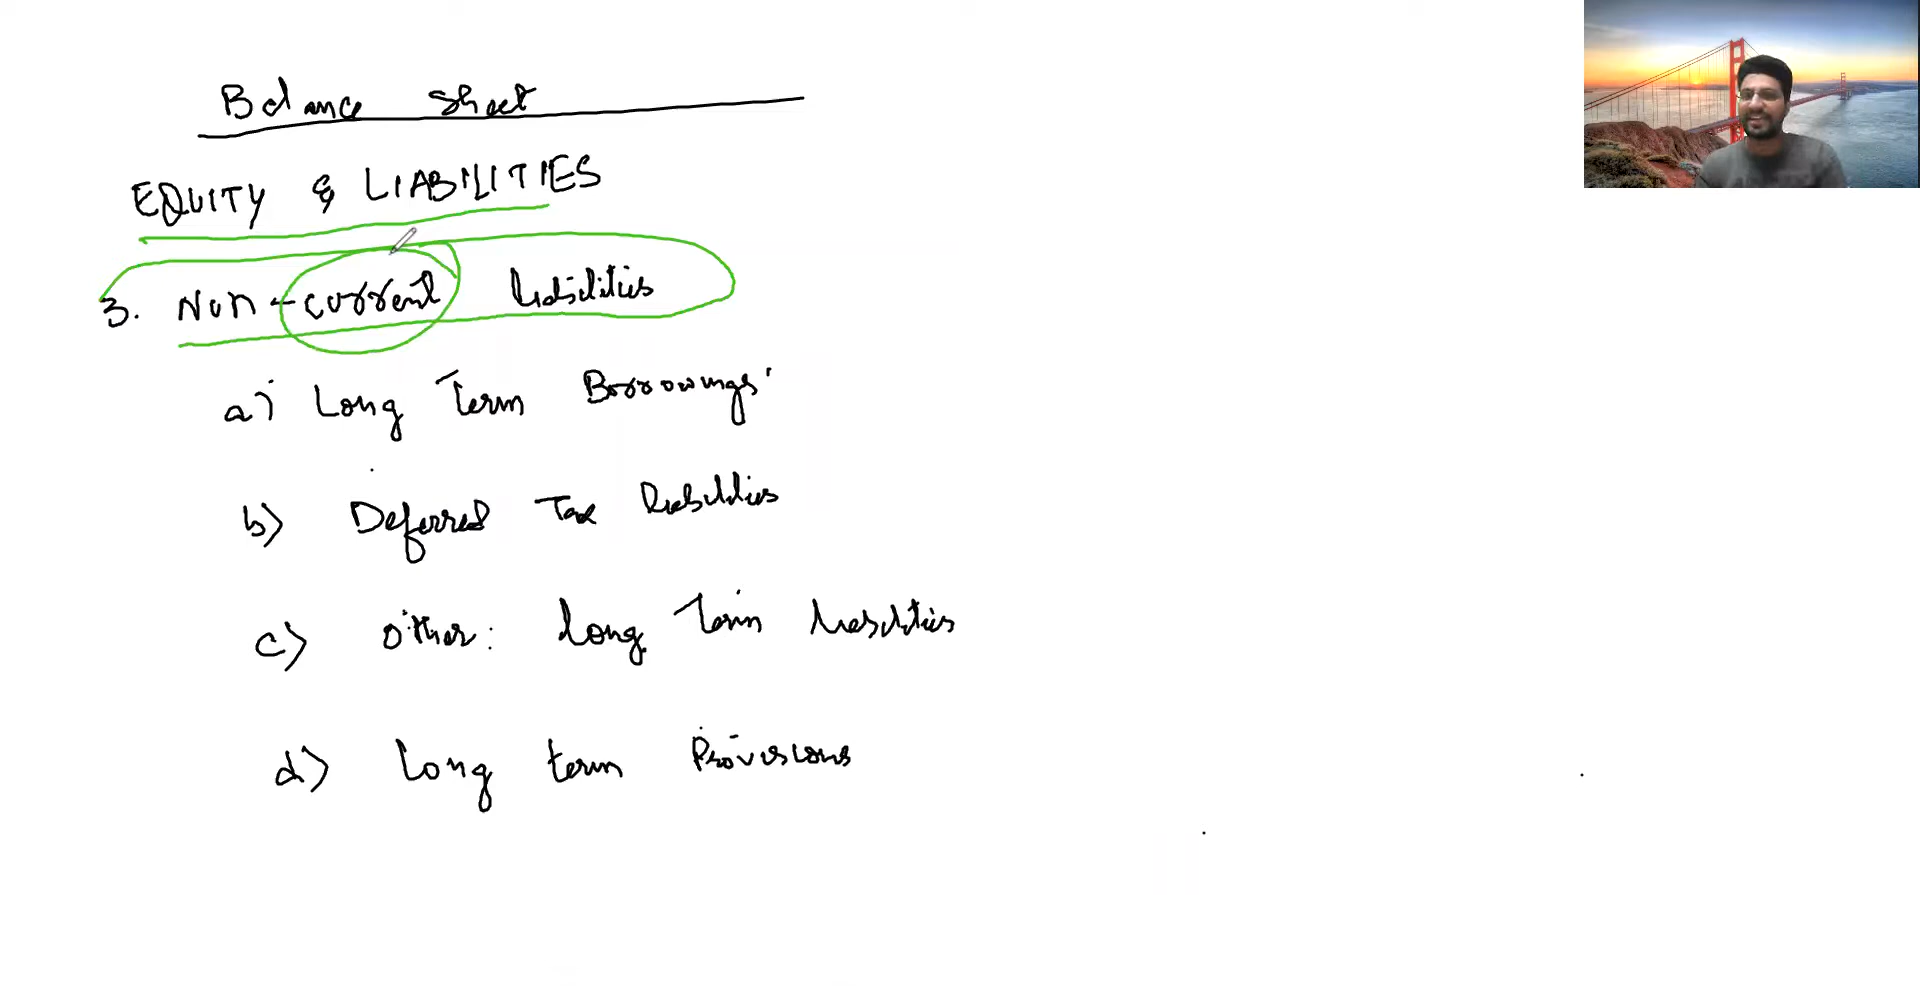 Balance Sheet
EQUITY & LIABILITIES
3. Non-current liabilities
a) Long Term Borrowings
b) Deferred Tax Liabilities
c) Other: Long Term Liabilities
d) Long term Provisions